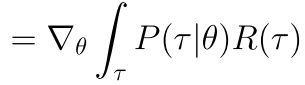 = ∇_θ ∫_τ P(τ|θ)R(τ)